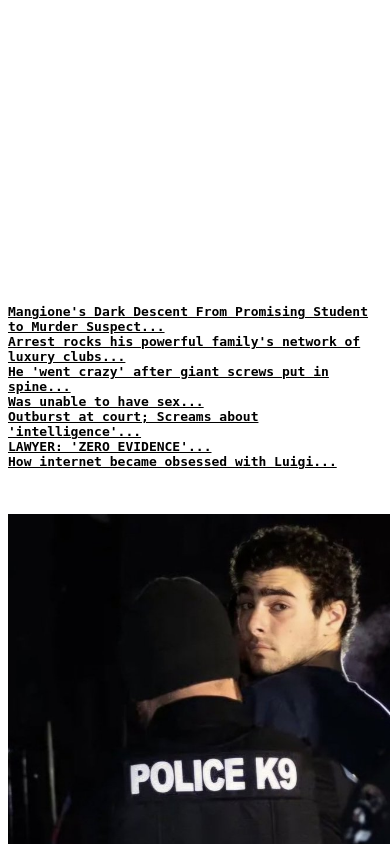 Mangione's Dark Descent From Promising Student
to Murder Suspect...
Arrest rocks his powerful family's network of
luxury clubs...
He 'went crazy' after giant screws put in
spine...
Was unable to have sex...
Outburst at court; Screams about
'intelligence'...
LAWYER: 'ZERO EVIDENCE'...
How internet became obsessed with Luigi...
POLICE K9